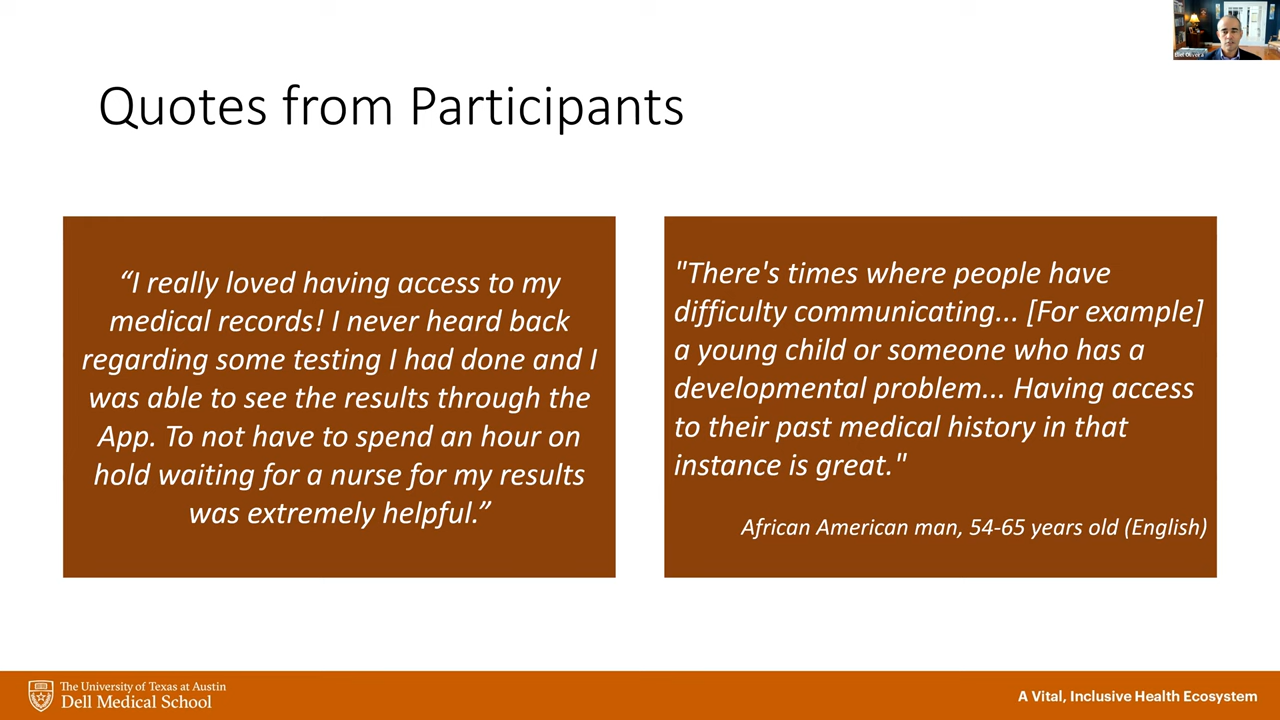 Eliel Oliveira
Quotes from Participants
“I really loved having access to my
medical records! I never heard back
regarding some testing I had done and I
was able to see the results through the
App. To not have to spend an hour on
hold waiting for a nurse for my results
was extremely helpful.”
"There's times where people have
difficulty communicating... [For example]
a young child or someone who has a
developmental problem... Having access
to their past medical history in that
instance is great."
African American man, 54-65 years old (English)
The University of Texas at Austin
Dell Medical School
A Vital, Inclusive Health Ecosystem